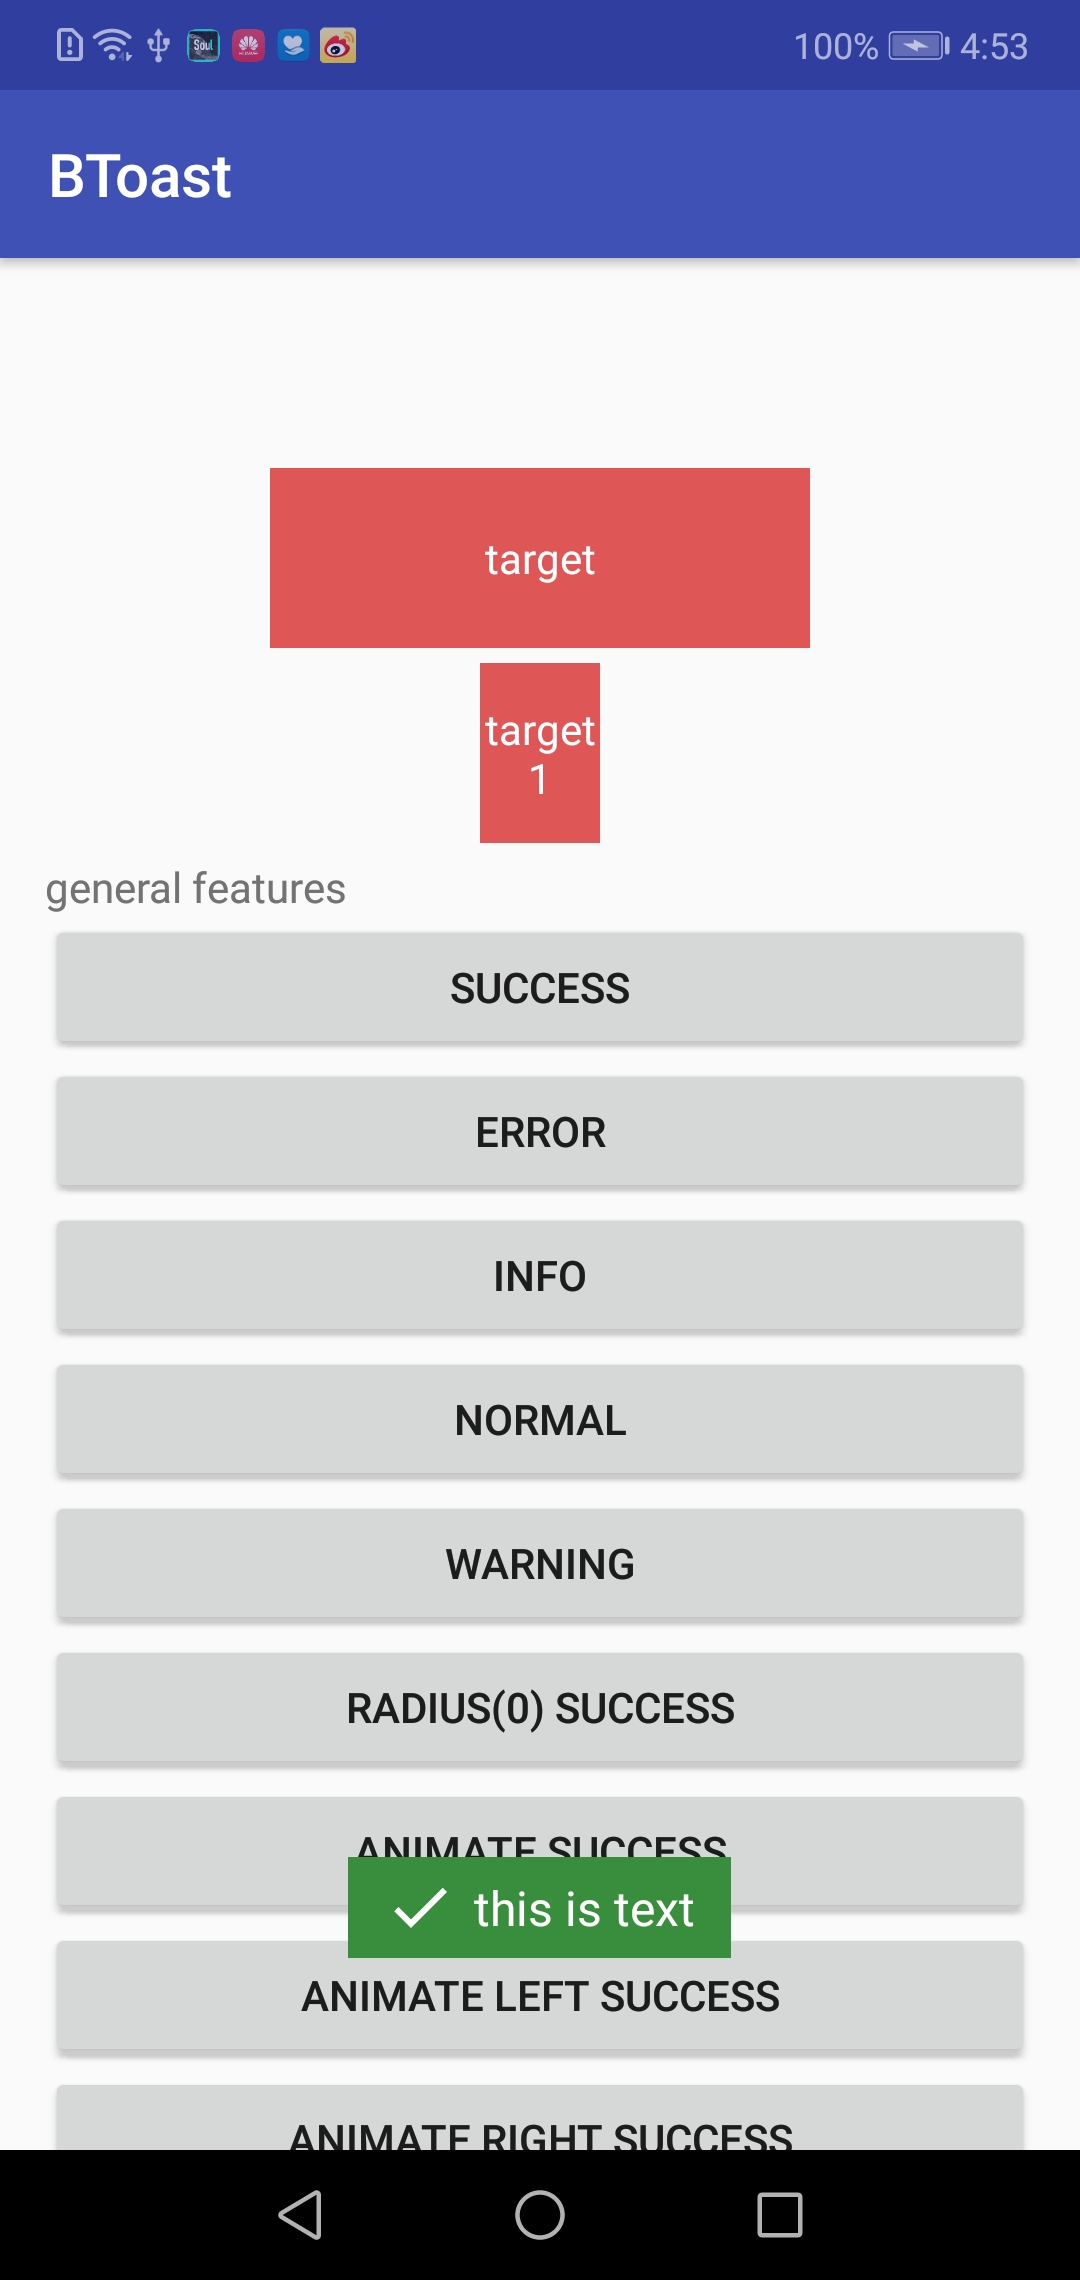 Soul
100% 4:53
BToast
target
target
1
general features
SUCCESS
ERROR
INFO
NORMAL
WARNING
RADIUS(0) SUCCESS
ANIMATE SUCCESS
this is text
ANIMATE LEFT SUCCESS
ANIMATE RIGHT SUCCESS